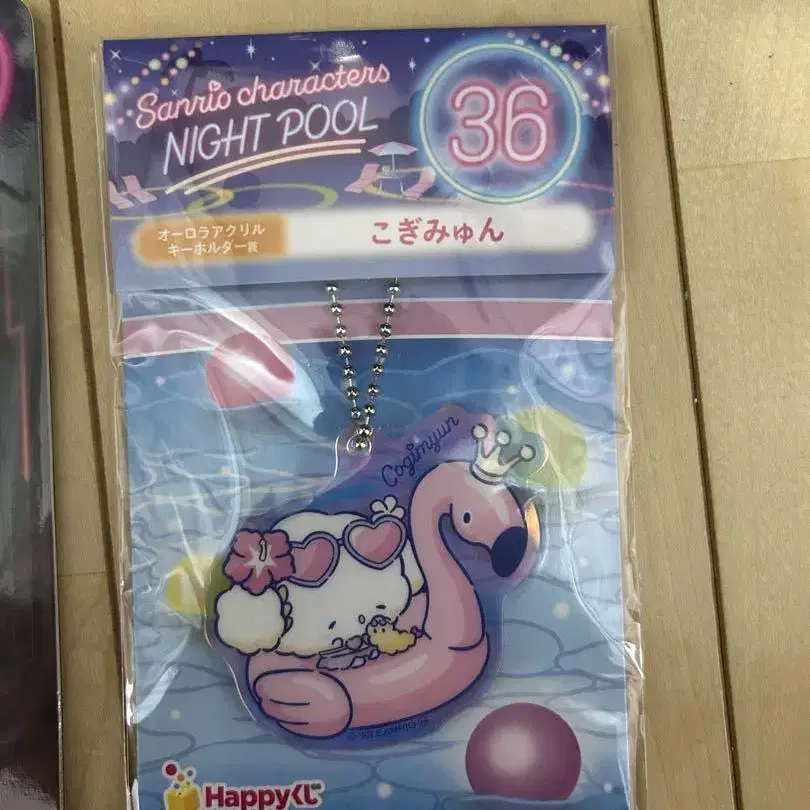 Sanrio characters
NIGHT POOL
36
オーロラアクリル
キーホルダー賞
こぎみゅん
Cogimyun
Happyくじ